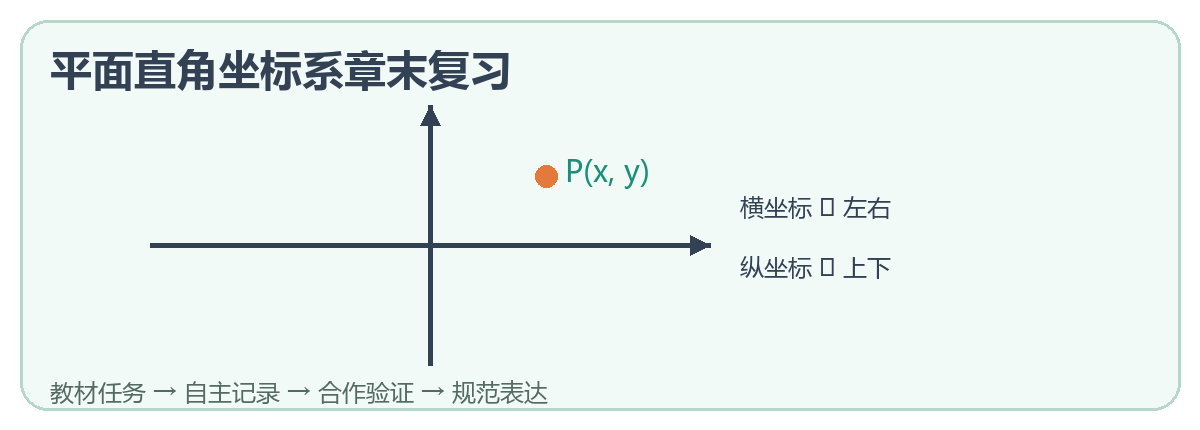 平面直角坐标系章末复习
P(x, y)
横坐标 ▯ 左右
纵坐标 ▯ 上下
教材任务 → 自主记录 → 合作验证 → 规范表达